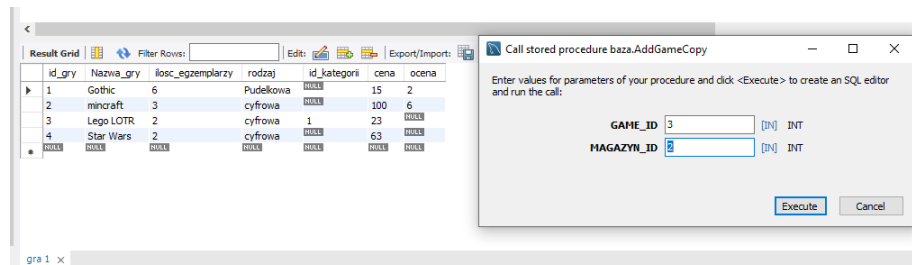 Result Grid Filter Rows: Edit: Export/Import:
id_gry Nazwa_gry ilosc_egzemplarzy rodzaj id_kategorii cena ocena
1 Gothic 6 Pudelkowa NULL 15 2
2 mincraft 3 cyfrowa NULL 100 6
3 Lego LOTR 2 cyfrowa 1 23 NULL
4 Star Wars 2 cyfrowa NULL 63 NULL
NULL NULL NULL NULL NULL NULL NULL
gra 1
Call stored procedure baza.AddGameCopy
Enter values for parameters of your procedure and click <Execute> to create an SQL editor
and run the call:
GAME_ID 3 [IN] INT
MAGAZYN_ID 2 [IN] INT
Execute Cancel